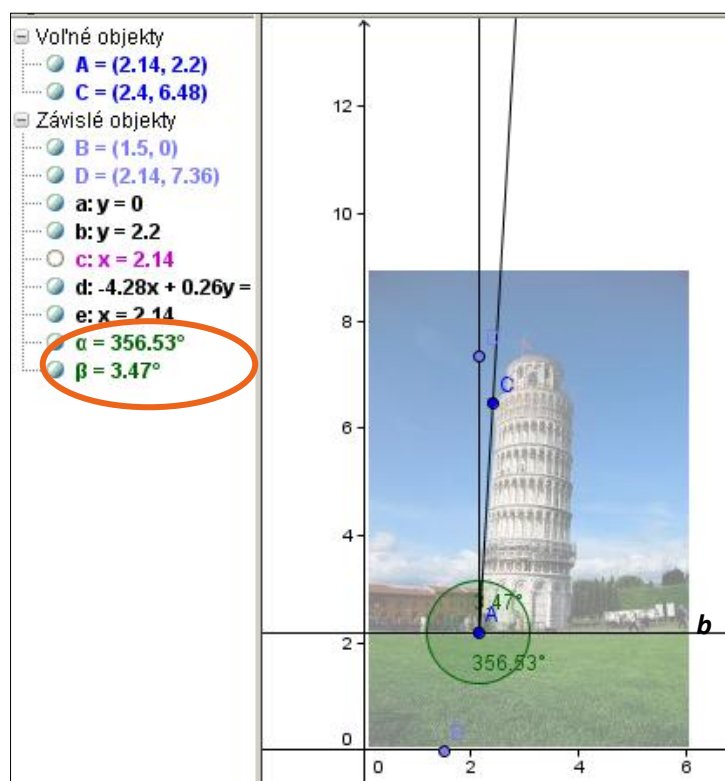 Voľné objekty
A = (2.14, 2.2)
C = (2.4, 6.48)
Závislé objekty
B = (1.5, 0)
D = (2.14, 7.36)
a: y = 0
b: y = 2.2
c: x = 2.14
d: -4.28x + 0.26y =
e: x = 2.14
α = 356.53°
β = 3.47°
12
10
8
D
C
6
4
3.47°
A
b
2
356.53°
B
0
0
2
4
6